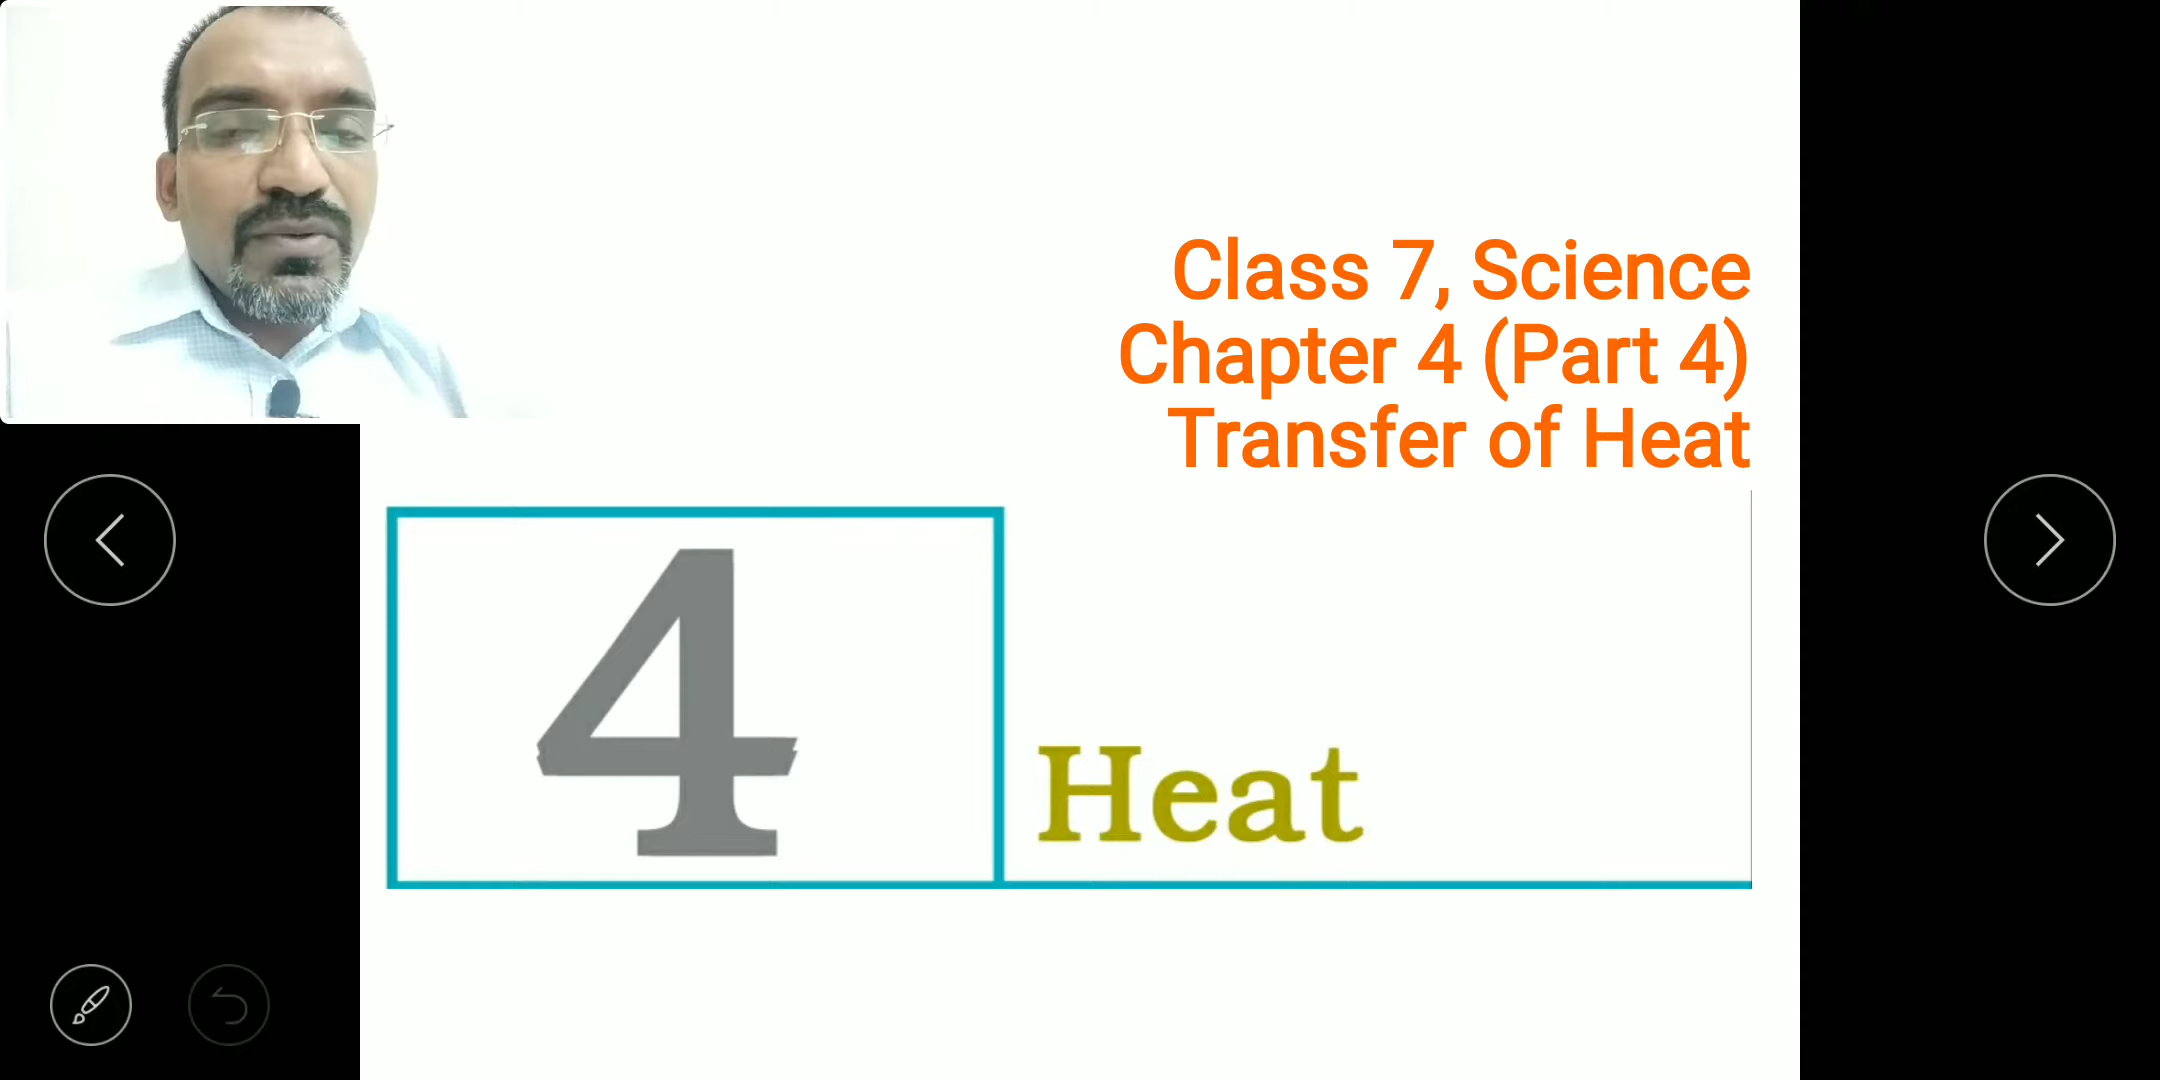 Class 7, Science
Chapter 4 (Part 4)
Transfer of Heat
4
Heat